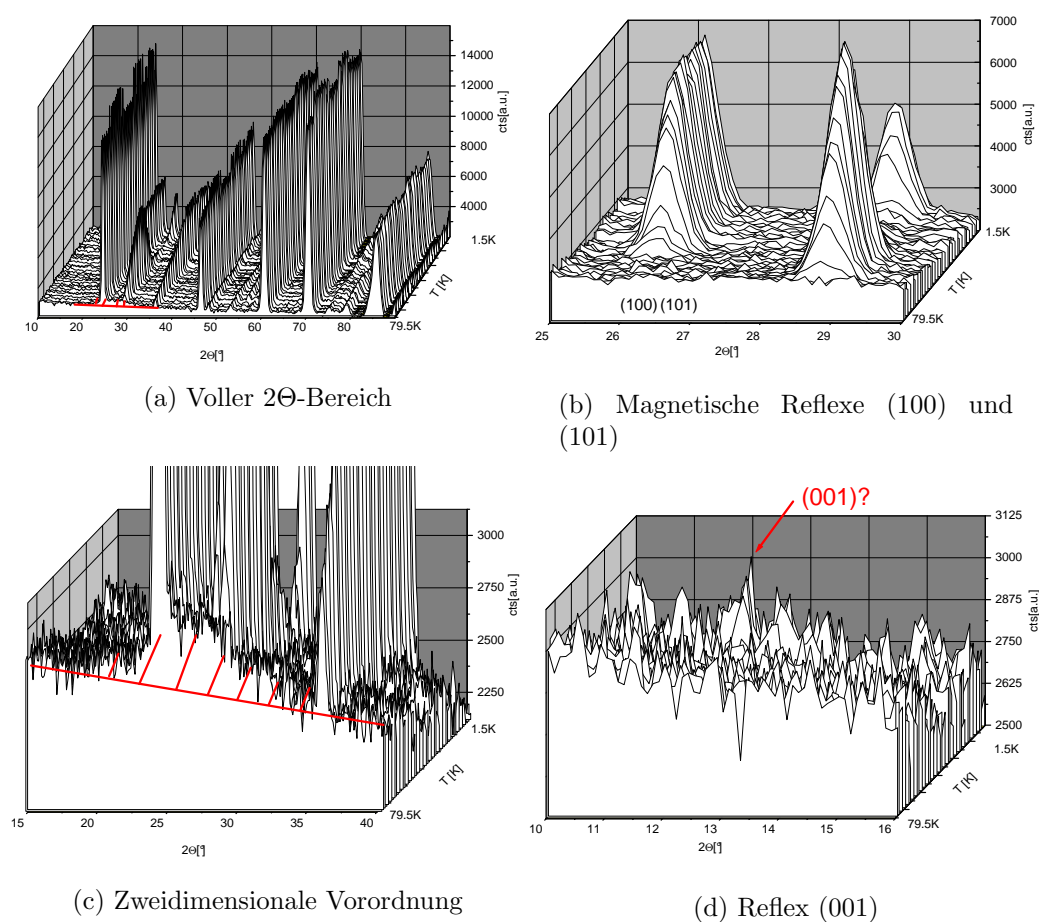 14000
12000
10000
8000
6000
4000
cts[a.u.]
1.5K
T [K]
79.5K
10 20 30 40 50 60 70 80
2Θ[°]
(a) Voller 2Θ-Bereich
7000
6000
5000
4000
3000
cts[a.u.]
1.5K
T [K]
79.5K
(100) (101)
25 26 27 28 29 30
2Θ[°]
(b) Magnetische Reflexe (100) und
(101)
3000
2750
2500
2250
cts[a.u.]
1.5K
T [K]
79.5K
15 20 25 30 35 40
2Θ[°]
(c) Zweidimensionale Vorordnung
(001)?
3125
3000
2875
2750
2625
2500
cts[a.u.]
1.5K
T [K]
79.5K
10 11 12 13 14 15 16
2Θ[°]
(d) Reflex (001)